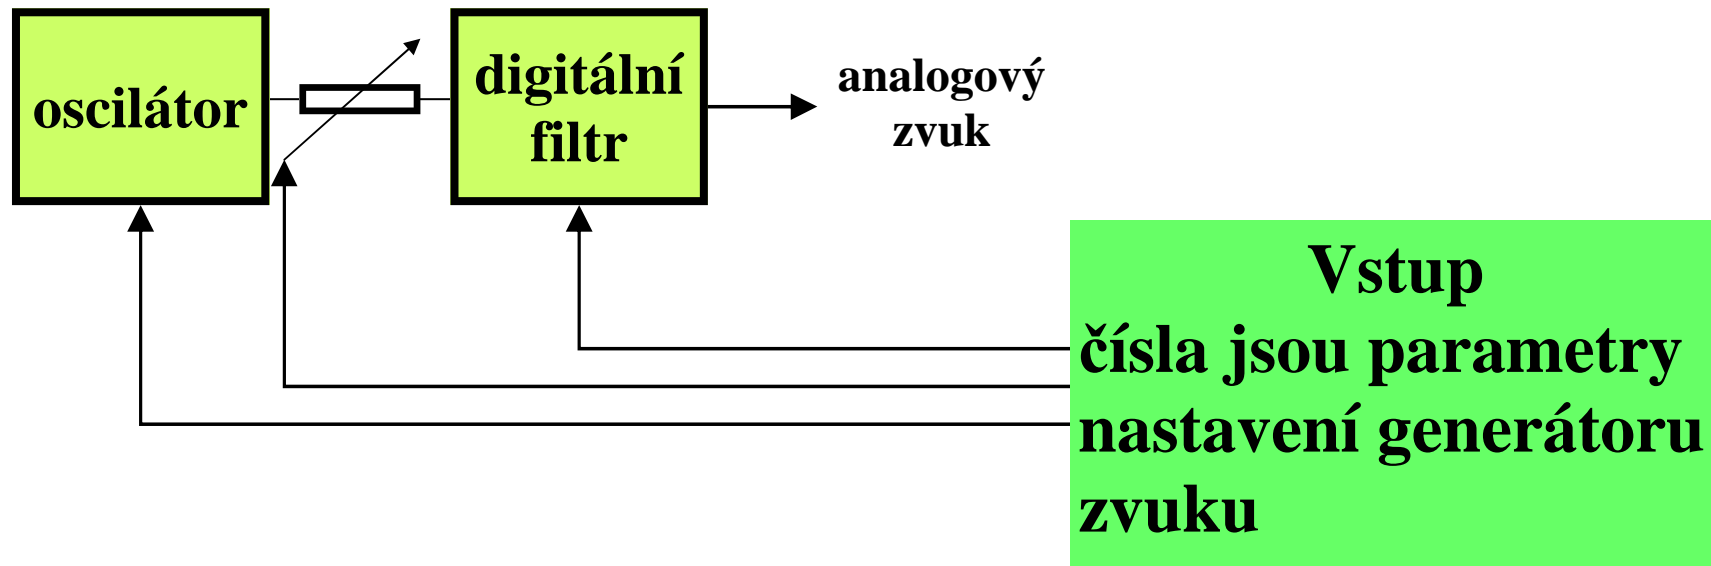 oscilátor
digitální
filtr
analogový
zvuk
Vstup
čísla jsou parametry
nastavení generátoru
zvuku